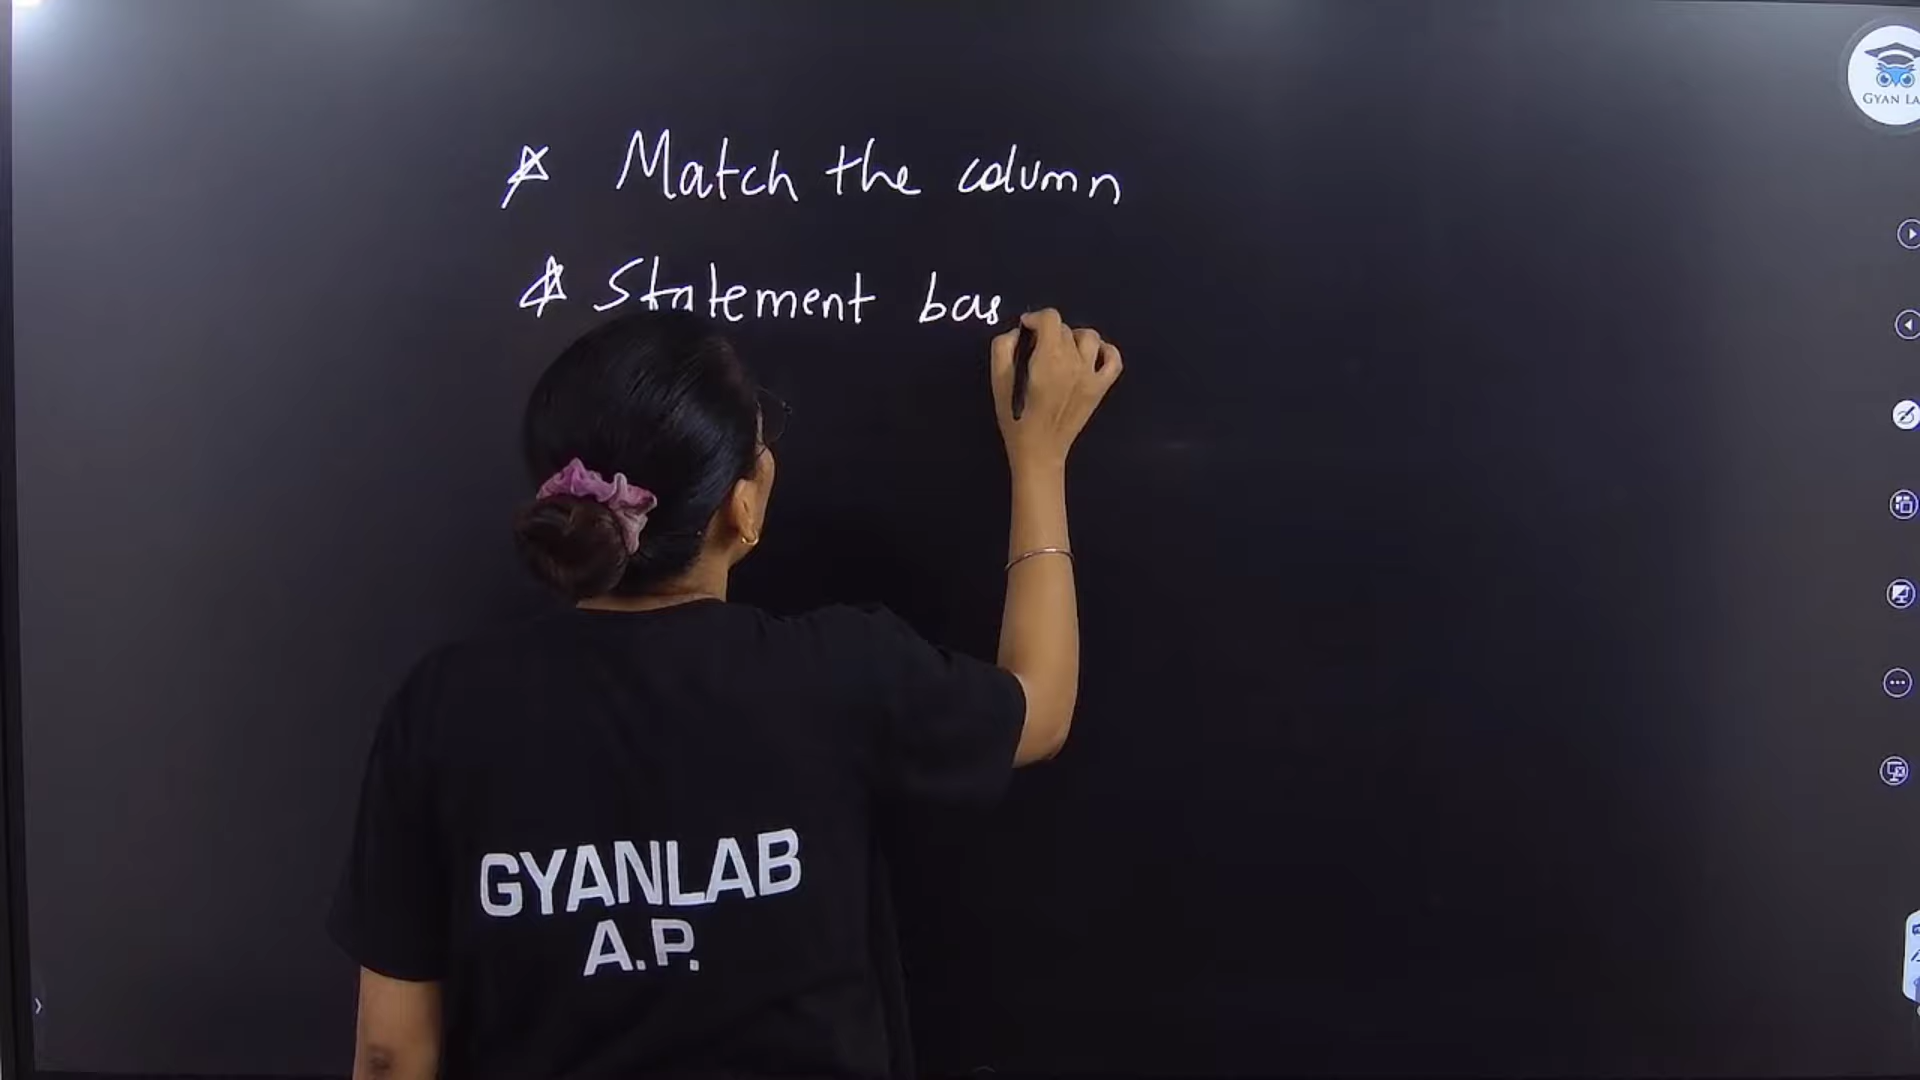 GYAN LA
Match the column
Statement bas
GYANLAB
A.P.